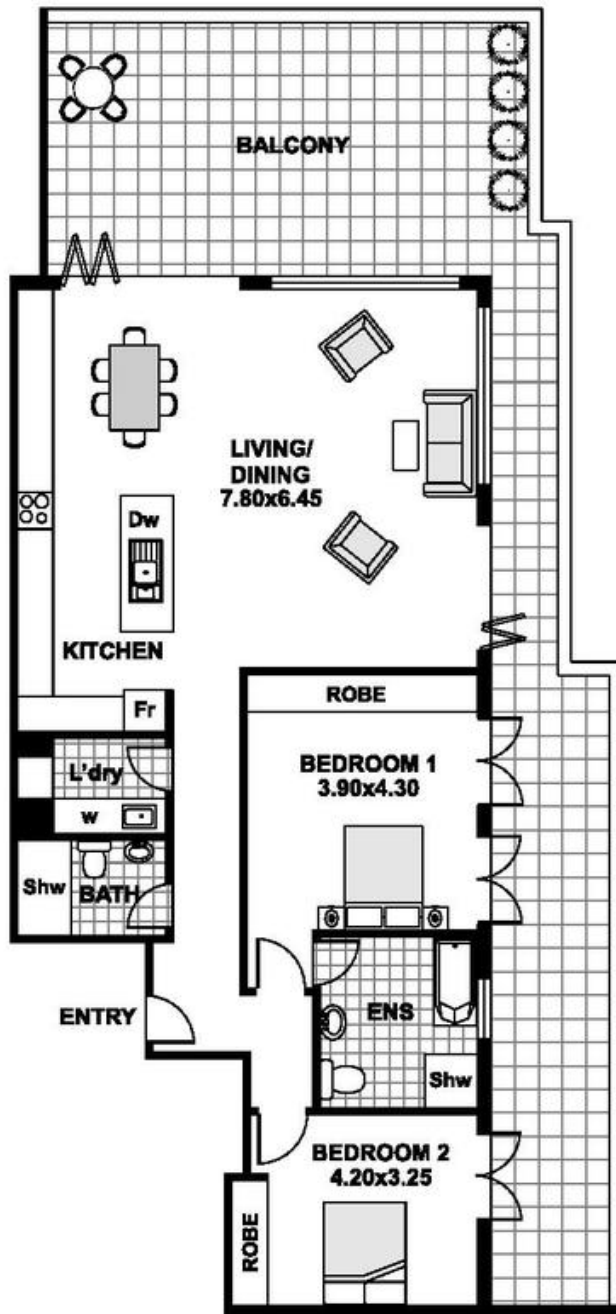 BALCONY
LIVING/
DINING
7.80x6.45
Dw
KITCHEN
Fr
ROBE
L'dry
BEDROOM 1
3.90x4.30
w
Shw
BATH
ENTRY
ENS
Shw
BEDROOM 2
4.20x3.25
ROBE